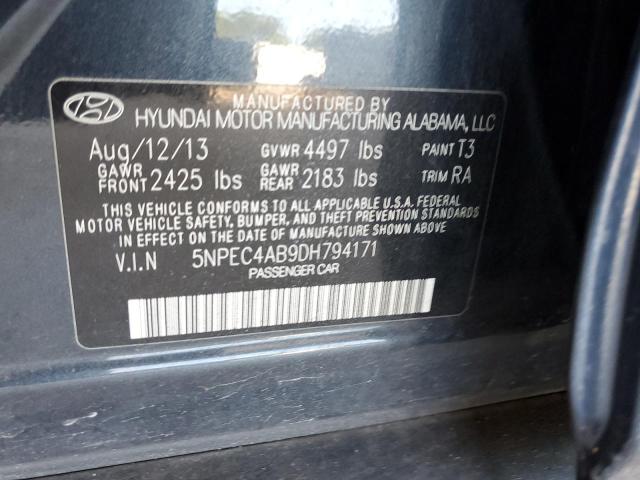 MANUFACTURED BY
HYUNDAI MOTOR MANUFACTURING ALABAMA, LLC
Aug/12/13 GVWR 4497 lbs PAINT T3
GAWR FRONT 2425 lbs GAWR REAR 2183 lbs TRIM RA
THIS VEHICLE CONFORMS TO ALL APPLICABLE U.S.A. FEDERAL
MOTOR VEHICLE SAFETY, BUMPER, AND THEFT PREVENTION STANDARDS
IN EFFECT ON THE DATE OF MANUFACTURE SHOWN ABOVE.
V.I.N 5NPEC4AB9DH794171
PASSENGER CAR